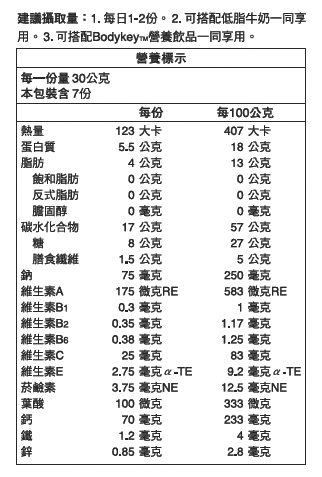 建議攝取量：1. 每日1-2份。 2. 可搭配低脂牛奶一同享
用。 3. 可搭配Bodykey™營養飲品一同享用。
營養標示
每一份量 30公克
本包裝含 7份
每份 每100公克
熱量 123 大卡 407 大卡
蛋白質 5.5 公克 18 公克
脂肪 4 公克 13 公克
飽和脂肪 0 公克 0 公克
反式脂肪 0 公克 0 公克
膽固醇 0 毫克 0 毫克
碳水化合物 17 公克 57 公克
糖 8 公克 27 公克
膳食纖維 1.5 公克 5 公克
鈉 75 毫克 250 毫克
維生素A 175 微克RE 583 微克RE
維生素B1 0.3 毫克 1 毫克
維生素B2 0.35 毫克 1.17 毫克
維生素B6 0.38 毫克 1.25 毫克
維生素C 25 毫克 83 毫克
維生素E 2.75 毫克α-TE 9.2 毫克α-TE
菸鹼素 3.75 毫克NE 12.5 毫克NE
葉酸 100 微克 333 微克
鈣 70 毫克 233 毫克
鐵 1.2 毫克 4 毫克
鋅 0.85 毫克 2.8 毫克